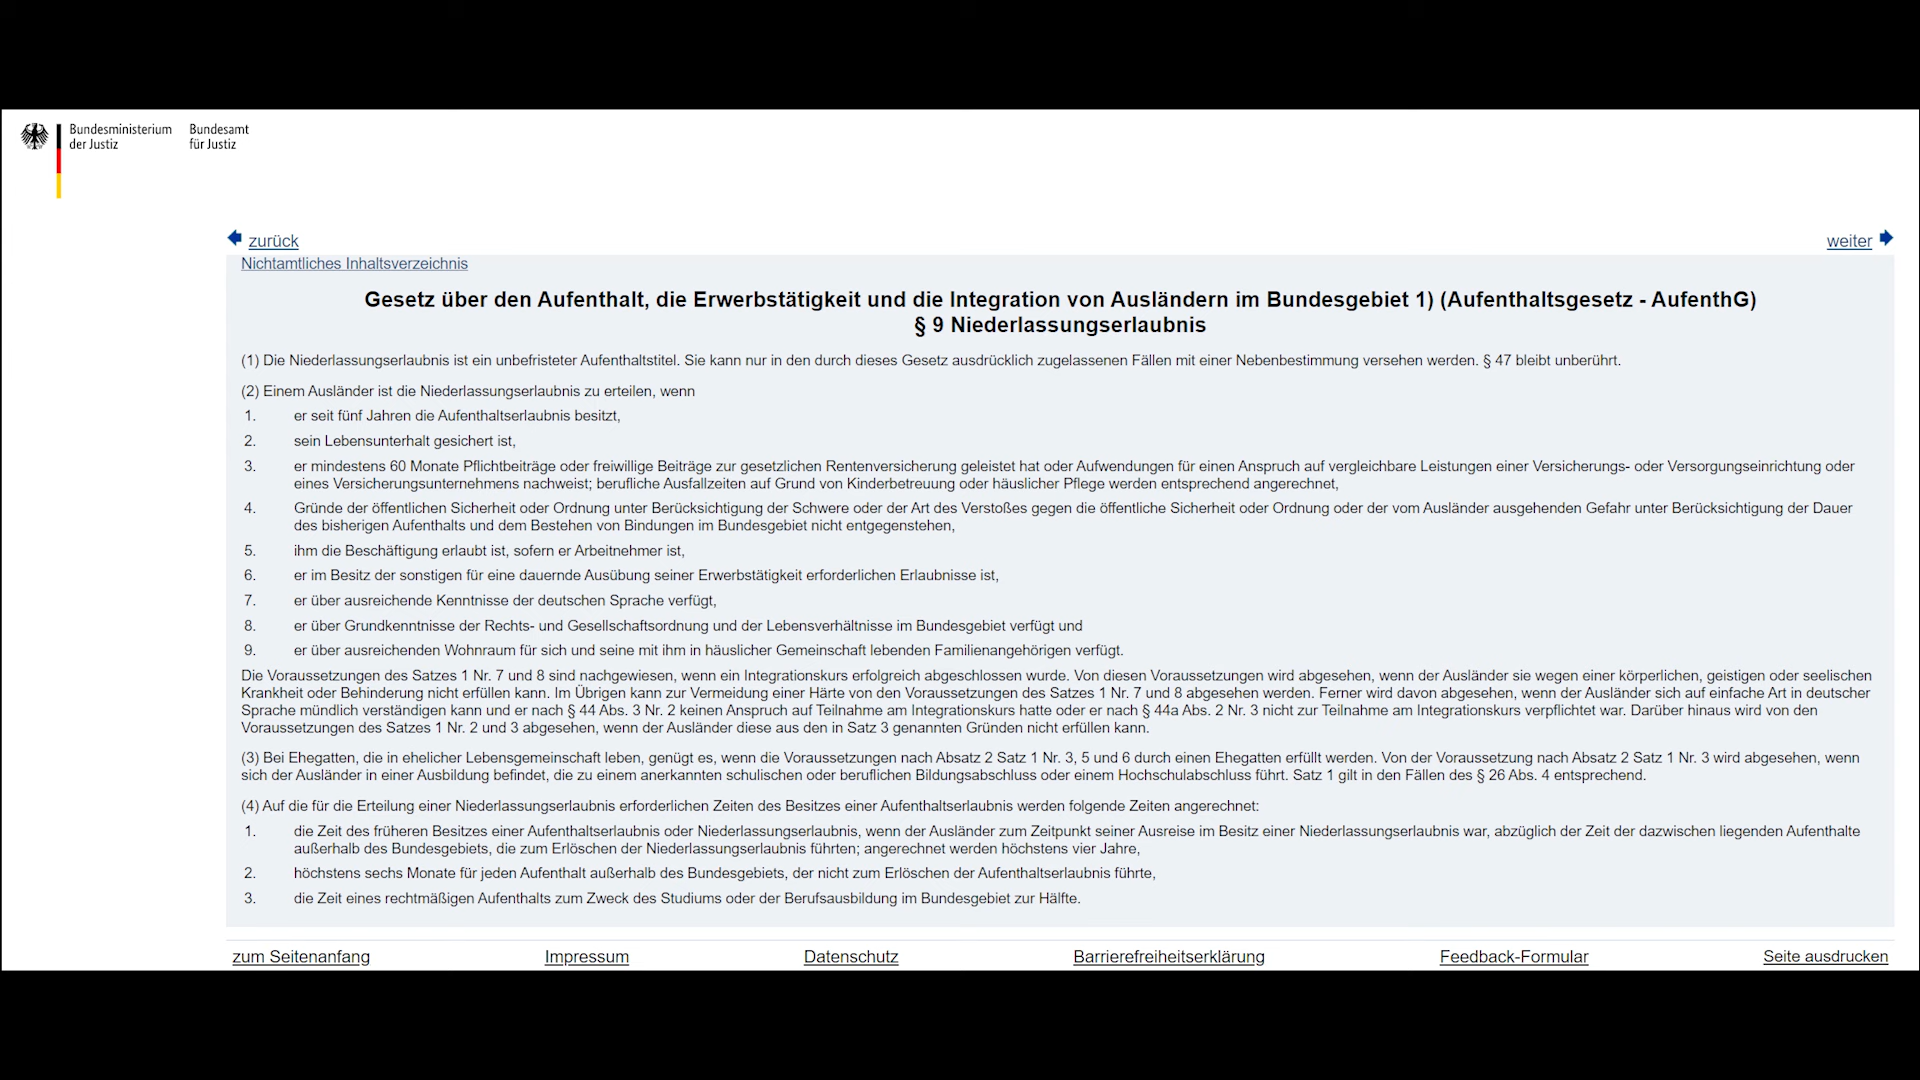 Bundesministerium
der Justiz
Bundesamt
für Justiz
zurück
weiter
Nichtamtliches Inhaltsverzeichnis
Gesetz über den Aufenthalt, die Erwerbstätigkeit und die Integration von Ausländern im Bundesgebiet 1) (Aufenthaltsgesetz - AufenthG)
§ 9 Niederlassungserlaubnis
(1) Die Niederlassungserlaubnis ist ein unbefristeter Aufenthaltstitel. Sie kann nur in den durch dieses Gesetz ausdrücklich zugelassenen Fällen mit einer Nebenbestimmung versehen werden. § 47 bleibt unberührt.
(2) Einem Ausländer ist die Niederlassungserlaubnis zu erteilen, wenn
1. er seit fünf Jahren die Aufenthaltserlaubnis besitzt,
2. sein Lebensunterhalt gesichert ist,
3. er mindestens 60 Monate Pflichtbeiträge oder freiwillige Beiträge zur gesetzlichen Rentenversicherung geleistet hat oder Aufwendungen für einen Anspruch auf vergleichbare Leistungen einer Versicherungs- oder Versorgungseinrichtung oder
eines Versicherungsunternehmens nachweist; berufliche Ausfallzeiten auf Grund von Kinderbetreuung oder häuslicher Pflege werden entsprechend angerechnet,
4. Gründe der öffentlichen Sicherheit oder Ordnung unter Berücksichtigung der Schwere oder der Art des Verstoßes gegen die öffentliche Sicherheit oder Ordnung oder der vom Ausländer ausgehenden Gefahr unter Berücksichtigung der Dauer
des bisherigen Aufenthalts und dem Bestehen von Bindungen im Bundesgebiet nicht entgegenstehen,
5. ihm die Beschäftigung erlaubt ist, sofern er Arbeitnehmer ist,
6. er im Besitz der sonstigen für eine dauernde Ausübung seiner Erwerbstätigkeit erforderlichen Erlaubnisse ist,
7. er über ausreichende Kenntnisse der deutschen Sprache verfügt,
8. er über Grundkenntnisse der Rechts- und Gesellschaftsordnung und der Lebensverhältnisse im Bundesgebiet verfügt und
9. er über ausreichenden Wohnraum für sich und seine mit ihm in häuslicher Gemeinschaft lebenden Familienangehörigen verfügt.
Die Voraussetzungen des Satzes 1 Nr. 7 und 8 sind nachgewiesen, wenn ein Integrationskurs erfolgreich abgeschlossen wurde. Von diesen Voraussetzungen wird abgesehen, wenn der Ausländer sie wegen einer körperlichen, geistigen oder seelischen
Krankheit oder Behinderung nicht erfüllen kann. Im Übrigen kann zur Vermeidung einer Härte von den Voraussetzungen des Satzes 1 Nr. 7 und 8 abgesehen werden. Ferner wird davon abgesehen, wenn der Ausländer sich auf einfache Art in deutscher
Sprache mündlich verständigen kann und er nach § 44 Abs. 3 Nr. 2 keinen Anspruch auf Teilnahme am Integrationskurs hatte oder er nach § 44a Abs. 2 Nr. 3 nicht zur Teilnahme am Integrationskurs verpflichtet war. Darüber hinaus wird von den
Voraussetzungen des Satzes 1 Nr. 2 und 3 abgesehen, wenn der Ausländer diese aus den in Satz 3 genannten Gründen nicht erfüllen kann.
(3) Bei Ehegatten, die in ehelicher Lebensgemeinschaft leben, genügt es, wenn die Voraussetzungen nach Absatz 2 Satz 1 Nr. 3, 5 und 6 durch einen Ehegatten erfüllt werden. Von der Voraussetzung nach Absatz 2 Satz 1 Nr. 3 wird abgesehen, wenn
sich der Ausländer in einer Ausbildung befindet, die zu einem anerkannten schulischen oder beruflichen Bildungsabschluss oder einem Hochschulabschluss führt. Satz 1 gilt in den Fällen des § 26 Abs. 4 entsprechend.
(4) Auf die für die Erteilung einer Niederlassungserlaubnis erforderlichen Zeiten des Besitzes einer Aufenthaltserlaubnis werden folgende Zeiten angerechnet:
1. die Zeit des früheren Besitzes einer Aufenthaltserlaubnis oder Niederlassungserlaubnis, wenn der Ausländer zum Zeitpunkt seiner Ausreise im Besitz einer Niederlassungserlaubnis war, abzüglich der Zeit der dazwischen liegenden Aufenthalte
außerhalb des Bundesgebiets, die zum Erlöschen der Niederlassungserlaubnis führten; angerechnet werden höchstens vier Jahre,
2. höchstens sechs Monate für jeden Aufenthalt außerhalb des Bundesgebiets, der nicht zum Erlöschen der Aufenthaltserlaubnis führte,
3. die Zeit eines rechtmäßigen Aufenthalts zum Zweck des Studiums oder der Berufsausbildung im Bundesgebiet zur Hälfte.
zum Seitenanfang
Impressum
Datenschutz
Barrierefreiheitserklärung
Feedback-Formular
Seite ausdrucken